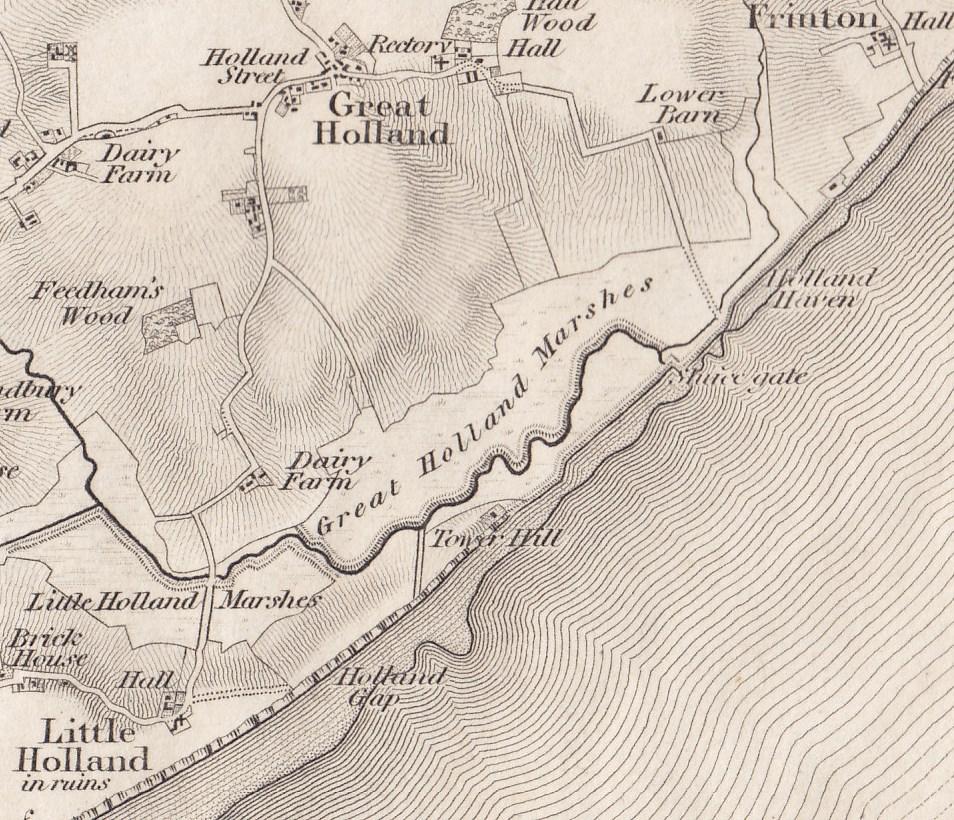 Wood
Frinton
Hall
Rectory
Hall
Holland
Street
Great
Holland
Lower
Barn
Dairy
Farm
Holland
Haven
Feedham's
Wood
Great Holland Marshes
Sluice gate
Dairy
Farm
Tower Hill
Little Holland Marshes
Brick
House
Hall
Holland
Gap
Little
Holland
in ruins